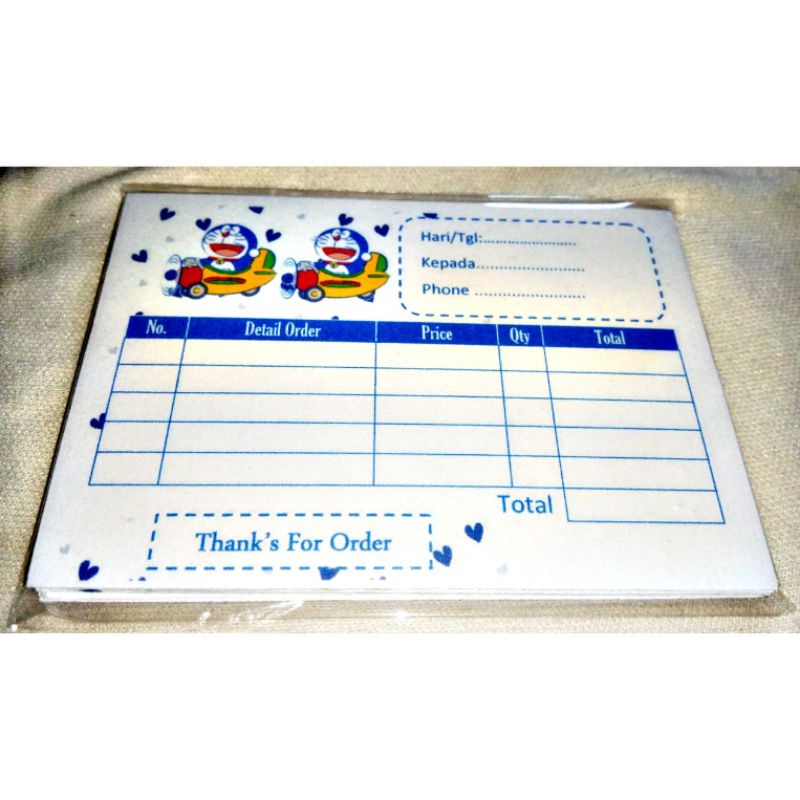 Hari/Tgl:........................
Kepada..........................
Phone ..........................
No. Detail Order Price Qty Total
Total
Thank's For Order